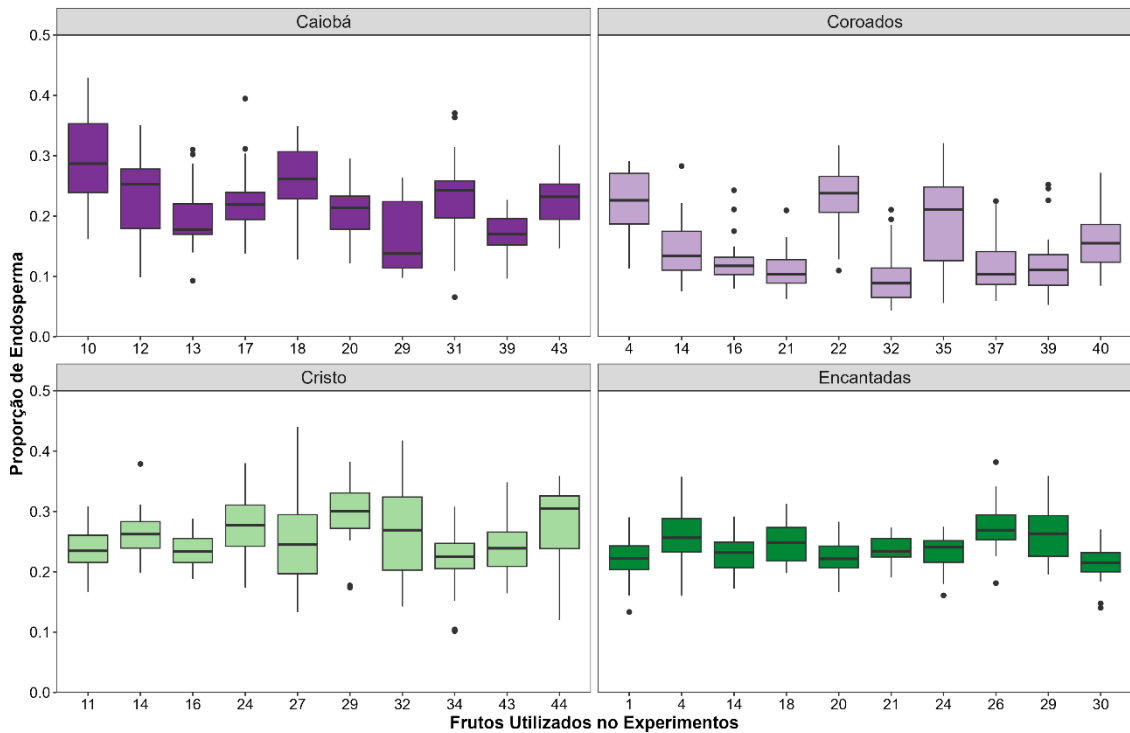 Caiobá
Coroados
0.5
0.4
0.3
0.2
0.1
0.0
10 12 13 17 18 20 29 31 39 43
4 14 16 21 22 32 35 37 39 40
Proporção de Endosperma
Cristo
Encantadas
0.5
0.4
0.3
0.2
0.1
0.0
11 14 16 24 27 29 32 34 43 44
1 4 14 18 20 21 24 26 29 30
Frutos Utilizados no Experimentos